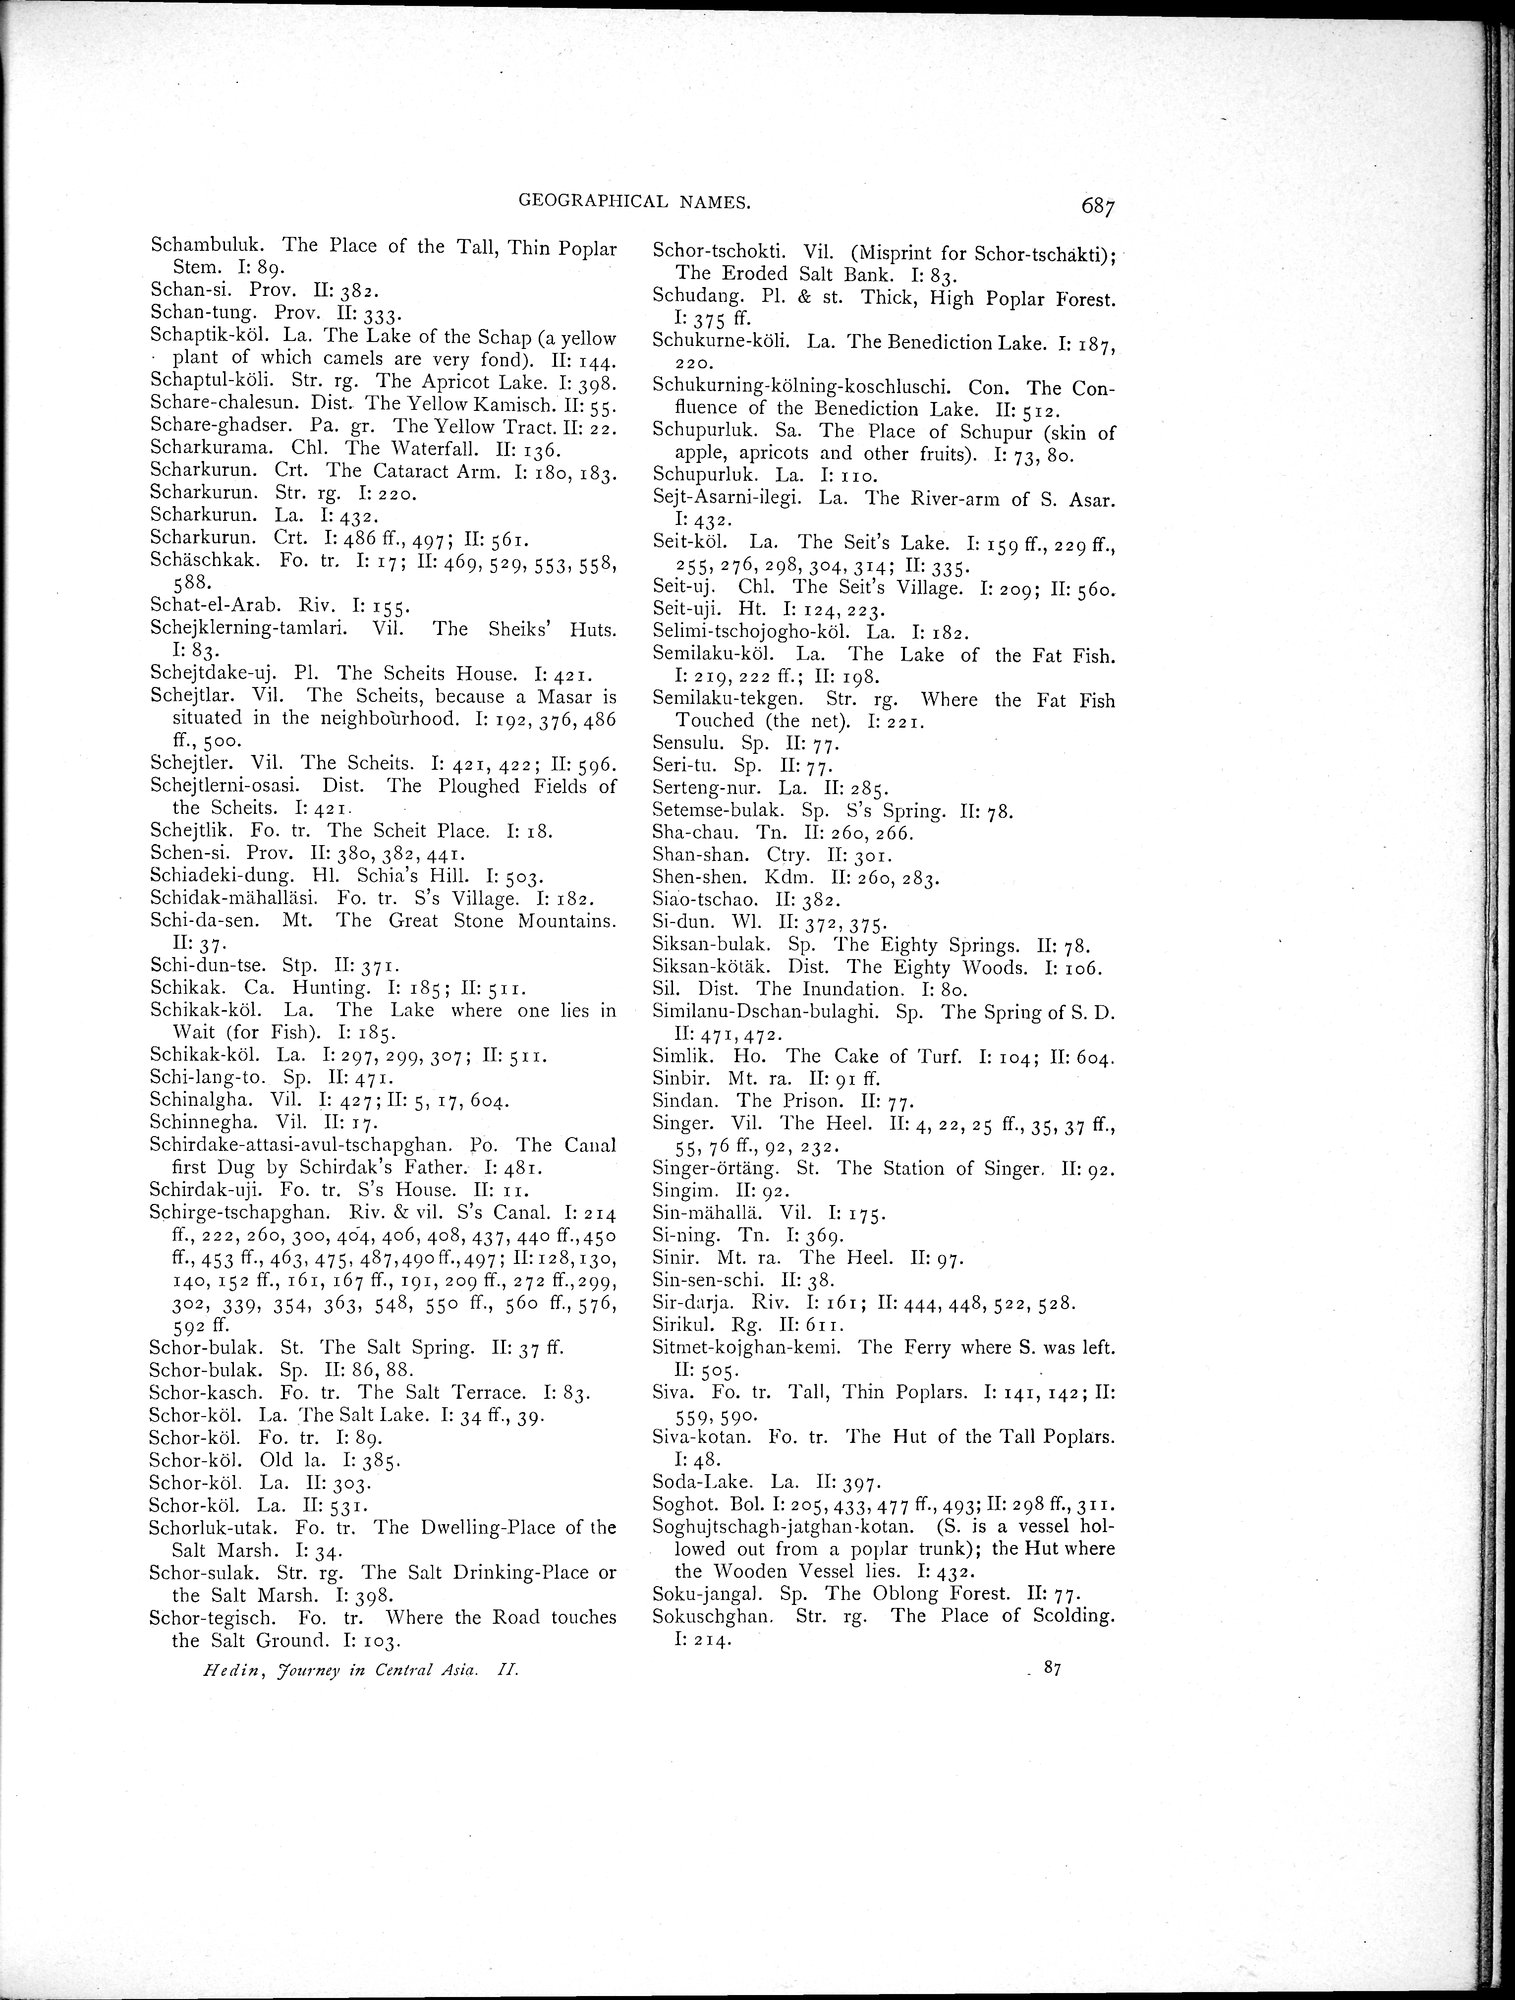 GEOGRAPHICAL NAMES.
687
Schambuluk. The Place of the Tall, Thin Poplar
Stem. I: 89.
Schan-si. Prov. II: 382.
Schan-tung. Prov. II: 333.
Schaptik-köl. La. The Lake of the Schap (a yellow
plant of which camels are very fond). II: 144.
Schaptul-köli. Str. rg. The Apricot Lake. I: 398.
Schare-chalesun. Dist. The Yellow Kamisch. II: 55.
Schare-ghadser. Pa. gr. The Yellow Tract. II: 22.
Scharkurama. Chl. The Waterfall. II: 136.
Scharkurun. Crt. The Cataract Arm. I: 180, 183.
Scharkurun. Str. rg. I: 220.
Scharkurun. La. I: 432.
Scharkurun. Crt. I: 486 ff., 497; II: 561.
Schäschkak. Fo. tr. I: 17; II: 469, 529, 553, 558,
588.
Schat-el-Arab. Riv. I: 155.
Schejklerning-tamlari. Vil. The Sheiks' Huts.
I: 83.
Schejtdake-uj. Pl. The Scheits House. I: 421.
Schejtlar. Vil. The Scheits, because a Masar is
situated in the neighbourhood. I: 192, 376, 486
ff., 500.
Schejtler. Vil. The Scheits. I: 421, 422; II: 596.
Schejtlerni-osasi. Dist. The Ploughed Fields of
the Scheits. I: 421.
Schejtlik. Fo. tr. The Scheit Place. I: 18.
Schen-si. Prov. II: 380, 382, 441.
Schiadeki-dung. Hl. Schia's Hill. I: 503.
Schidak-mähalläsi. Fo. tr. S's Village. I: 182.
Schi-da-sen. Mt. The Great Stone Mountains.
II: 37.
Schi-dun-tse. Stp. II: 371.
Schikak. Ca. Hunting. I: 185; II: 511.
Schikak-köl. La. The Lake where one lies in
Wait (for Fish). I: 185.
Schikak-köl. La. I: 297, 299, 307; II: 511.
Schi-lang-to. Sp. II: 471.
Schinalgha. Vil. I: 427; II: 5, 17, 604.
Schinnegha. Vil. II: 17.
Schirdake-attasi-avul-tschapghan. Po. The Canal
first Dug by Schirdak's Father. I: 481.
Schirdak-uji. Fo. tr. S's House. II: 11.
Schirge-tschapghan. Riv. & vil. S's Canal. I: 214
ff., 222, 260, 300, 404, 406, 408, 437, 440 ff., 450
ff., 453 ff., 463, 475, 487, 490 ff., 497; II: 128, 130,
140, 152 ff., 161, 167 ff., 191, 209 ff., 272 ff., 299,
302, 339, 354, 363, 548, 550 ff., 560 ff., 576,
592 ff.
Schor-bulak. St. The Salt Spring. II: 37 ff.
Schor-bulak. Sp. II: 86, 88.
Schor-kasch. Fo. tr. The Salt Terrace. I: 83.
Schor-köl. La. The Salt Lake. I: 34 ff., 39.
Schor-köl. Fo. tr. I: 89.
Schor-köl. Old la. I: 385.
Schor-köl. La. II: 303.
Schor-köl. La. II: 531.
Schorluk-utak. Fo. tr. The Dwelling-Place of the
Salt Marsh. I: 34.
Schor-sulak. Str. rg. The Salt Drinking-Place or
the Salt Marsh. I: 398.
Schor-tegisch. Fo. tr. Where the Road touches
the Salt Ground. I: 103.
Schor-tschokti. Vil. (Misprint for Schor-tschakti);
The Eroded Salt Bank. I: 83.
Schudang. Pl. & st. Thick, High Poplar Forest.
I: 375 ff.
Schukurne-köli. La. The Benediction Lake. I: 187,
220.
Schukurning-kölning-koschluschi. Con. The Con-
fluence of the Benediction Lake. II: 512.
Schupurluk. Sa. The Place of Schupur (skin of
apple, apricots and other fruits). I: 73, 80.
Schupurluk. La. I: 110.
Sejt-Asarni-ilegi. La. The River-arm of S. Asar.
I: 432.
Seit-köl. La. The Seit's Lake. I: 159 ff., 229 ff.,
255, 276, 298, 304, 314; II: 335.
Seit-uj. Chl. The Seit's Village. I: 209; II: 560.
Seit-uji. Ht. I: 124, 223.
Selimi-tschojogho-köl. La. I: 182.
Semilaku-köl. La. The Lake of the Fat Fish.
I: 219, 222 ff.; II: 198.
Semilaku-tekgen. Str. rg. Where the Fat Fish
Touched (the net). I: 221.
Sensulu. Sp. II: 77.
Seri-tu. Sp. II: 77.
Serteng-nur. La. II: 285.
Setemse-bulak. Sp. S's Spring. II: 78.
Sha-chau. Tn. II: 260, 266.
Shan-shan. Ctry. II: 301.
Shen-shen. Kdm. II: 260, 283.
Siao-tschao. II: 382.
Si-dun. Wl. II: 372, 375.
Siksan-bulak. Sp. The Eighty Springs. II: 78.
Siksan-kötäk. Dist. The Eighty Woods. I: 106.
Sil. Dist. The Inundation. I: 80.
Similanu-Dschan-bulaghi. Sp. The Spring of S. D.
II: 471, 472.
Simlik. Ho. The Cake of Turf. I: 104; II: 604.
Sinbir. Mt. ra. II: 91 ff.
Sindan. The Prison. II: 77.
Singer. Vil. The Heel. II: 4, 22, 25 ff., 35, 37 ff.,
55, 76 ff., 92, 232.
Singer-örtäng. St. The Station of Singer. II: 92.
Singim. II: 92.
Sin-mähallä. Vil. I: 175.
Si-ning. Tn. I: 369.
Sinir. Mt. ra. The Heel. II: 97.
Sin-sen-schi. II: 38.
Sir-darja. Riv. I: 161; II: 444, 448, 522, 528.
Sirikul. Rg. II: 611.
Sitmet-kojghan-kemi. The Ferry where S. was left.
II: 505.
Siva. Fo. tr. Tall, Thin Poplars. I: 141, 142; II:
559, 590.
Siva-kotan. Fo. tr. The Hut of the Tall Poplars.
I: 48.
Soda-Lake. La. II: 397.
Soghot. Bol. I: 205, 433, 477 ff., 493; II: 298 ff., 311.
Soghujtschagh-jatghan-kotan. (S. is a vessel hol-
lowed out from a poplar trunk); the Hut where
the Wooden Vessel lies. I: 432.
Soku-jangal. Sp. The Oblong Forest. II: 77.
Sokuschghan. Str. rg. The Place of Scolding.
I: 214.
Hedin, Journey in Central Asia. II.
87